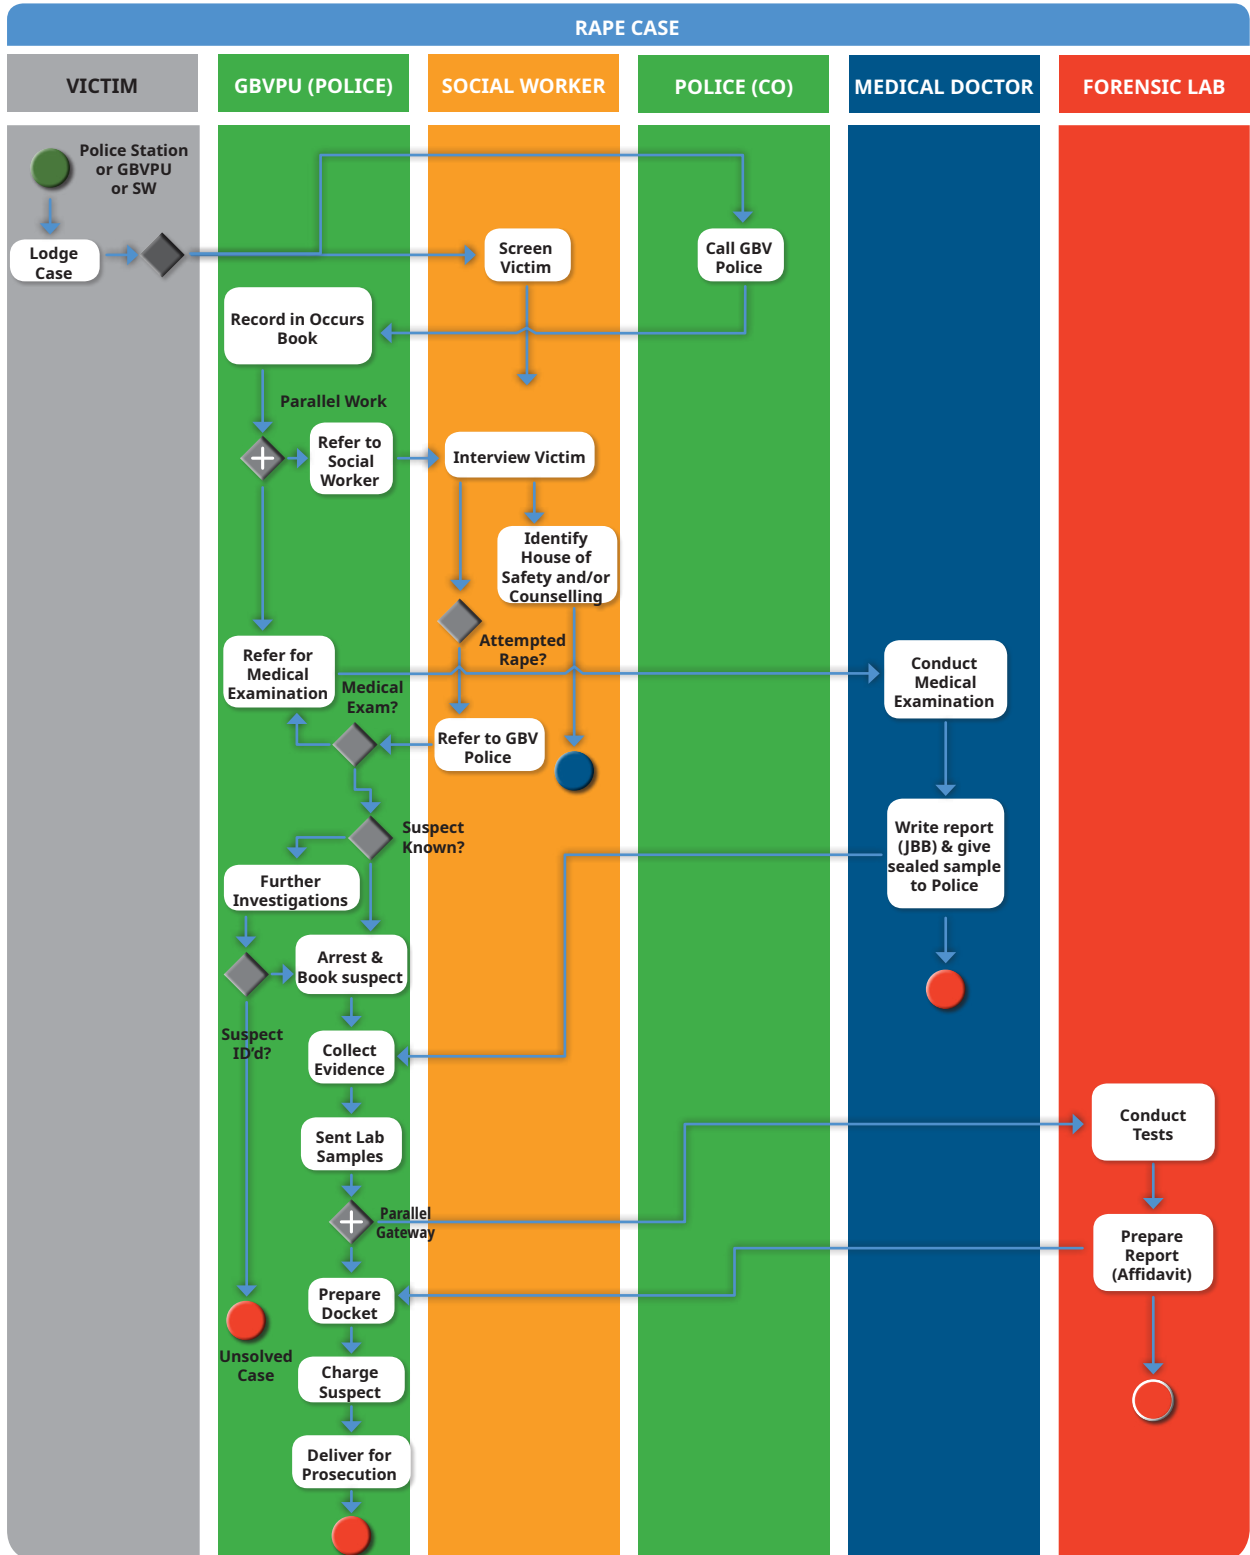 RAPE CASE
VICTIM
GBVPU (POLICE)
SOCIAL WORKER
POLICE (CO)
MEDICAL DOCTOR
FORENSIC LAB
Police Station
or GBVPU
or SW
Lodge
Case
Screen
Victim
Call GBV
Police
Record in Occurs
Book
Parallel Work
Refer to
Social
Worker
Interview Victim
Identify
House of
Safety and/or
Counselling
Attempted
Rape?
Refer for
Medical
Examination
Medical
Exam?
Conduct
Medical
Examination
Refer to GBV
Police
Suspect
Known?
Write report
(JBB) & give
sealed sample
to Police
Further
Investigations
Arrest &
Book suspect
Suspect
ID'd?
Collect
Evidence
Sent Lab
Samples
Conduct
Tests
Parallel
Gateway
Prepare
Report
(Affidavit)
Prepare
Docket
Unsolved
Case
Charge
Suspect
Deliver for
Prosecution